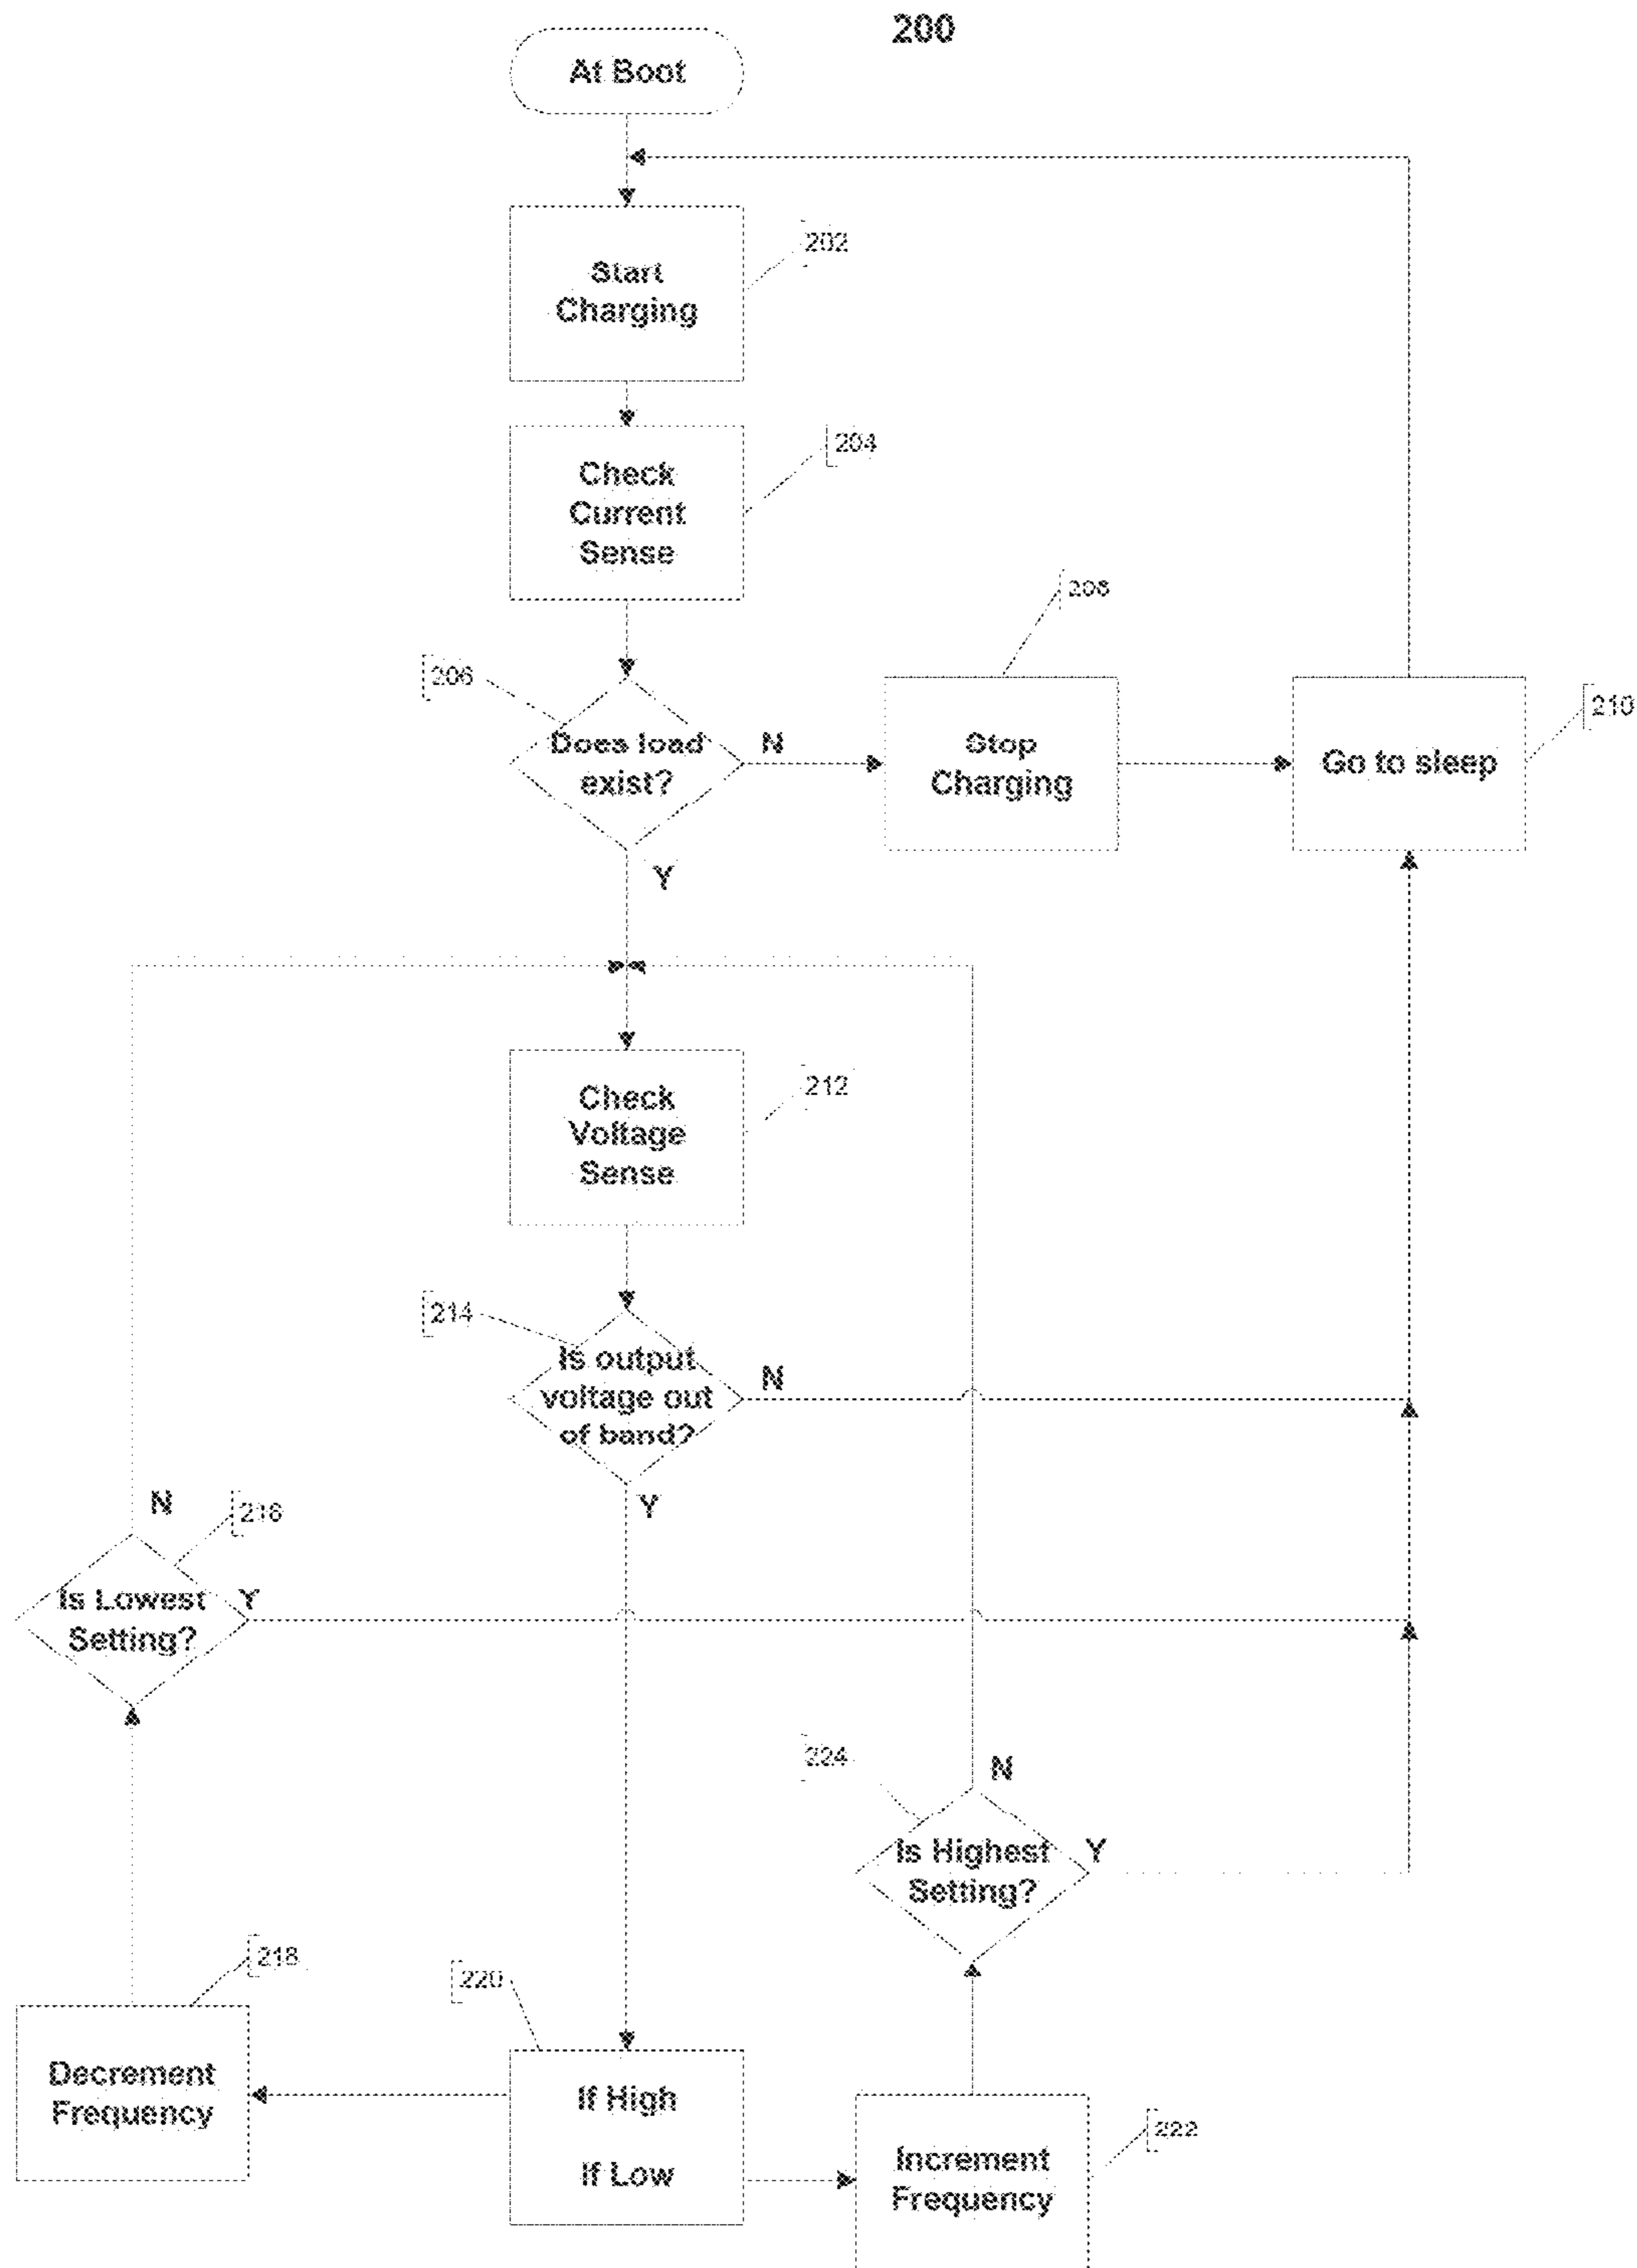 200
At Boot
Start
Charging
202
Check
Current
Sense
204
206
Does load
exist?
N
Y
Stop
Charging
208
Go to sleep
210
Check
Voltage
Sense
212
214
Is output
voltage out
of band?
N
Y
N
216
Is Lowest
Setting?
Y
224
N
Is Highest
Setting?
Y
218
Decrement
Frequency
220
If High
If Low
Increment
Frequency
222